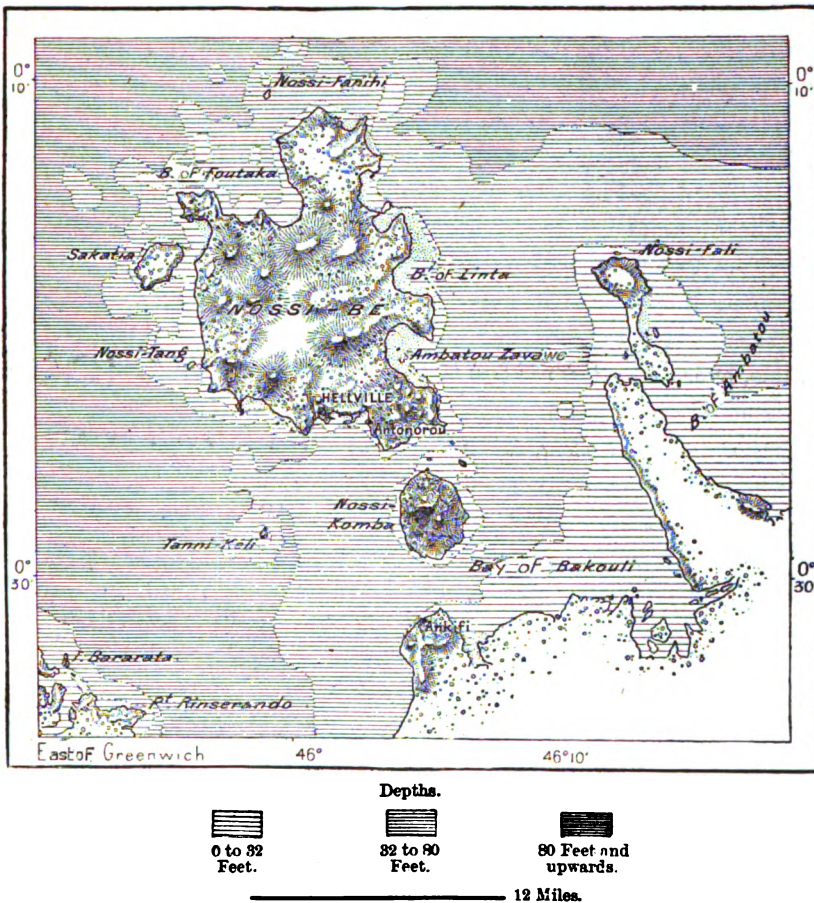 0°
10'
0°
10'
Nossi-Fanihi
B. of Foutaka
Sakatia
Nossi-Fali
B. of Linta
NOSSI-BE
Nossi-Tang
Ambatou Zavavé
B. of Ambatou
HELLVILLE
Antonorou
Nossi-
Komba
Tanni-Kéli
Bay of Bakouli
0°
30'
0°
30'
Ankifi
I. Bararata
Pt Rinserando
East of Greenwich
46°
46°10'
Depths.
0 to 32
Feet.
32 to 80
Feet.
80 Feet and
upwards.
12 Miles.